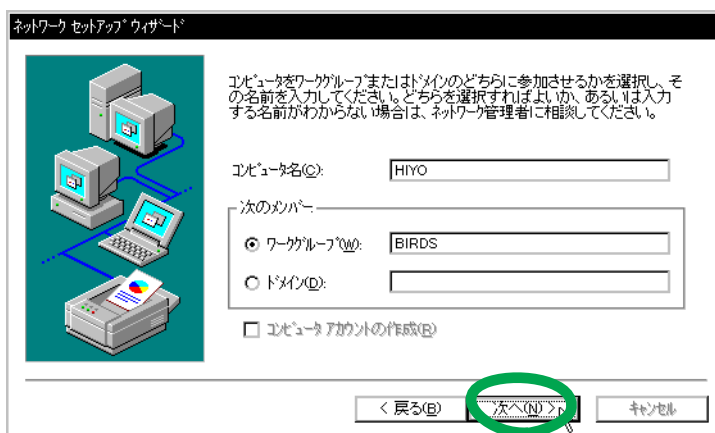 ネットワーク セットアップ ウィザード
コンピュータをワークグループまたはドメインのどちらに参加させるかを選択し、そ
の名前を入力してください。どちらを選択すればよいか、あるいは入力
する名前がわからない場合は、ネットワーク管理者に相談してください。
コンピュータ名(C): HIYO
次のメンバー
ワークグループ(W): BIRDS
ドメイン(D):
コンピュータ アカウントの作成(R)
< 戻る(B) 次へ(N) > キャンセル